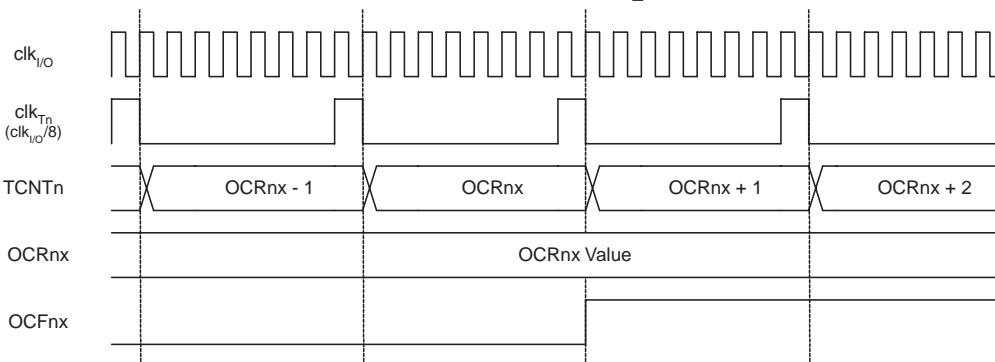 clkI/O
clkTn
(clkI/O/8)
TCNTn OCRnx - 1 OCRnx OCRnx + 1 OCRnx + 2
OCRnx OCRnx Value
OCFnx